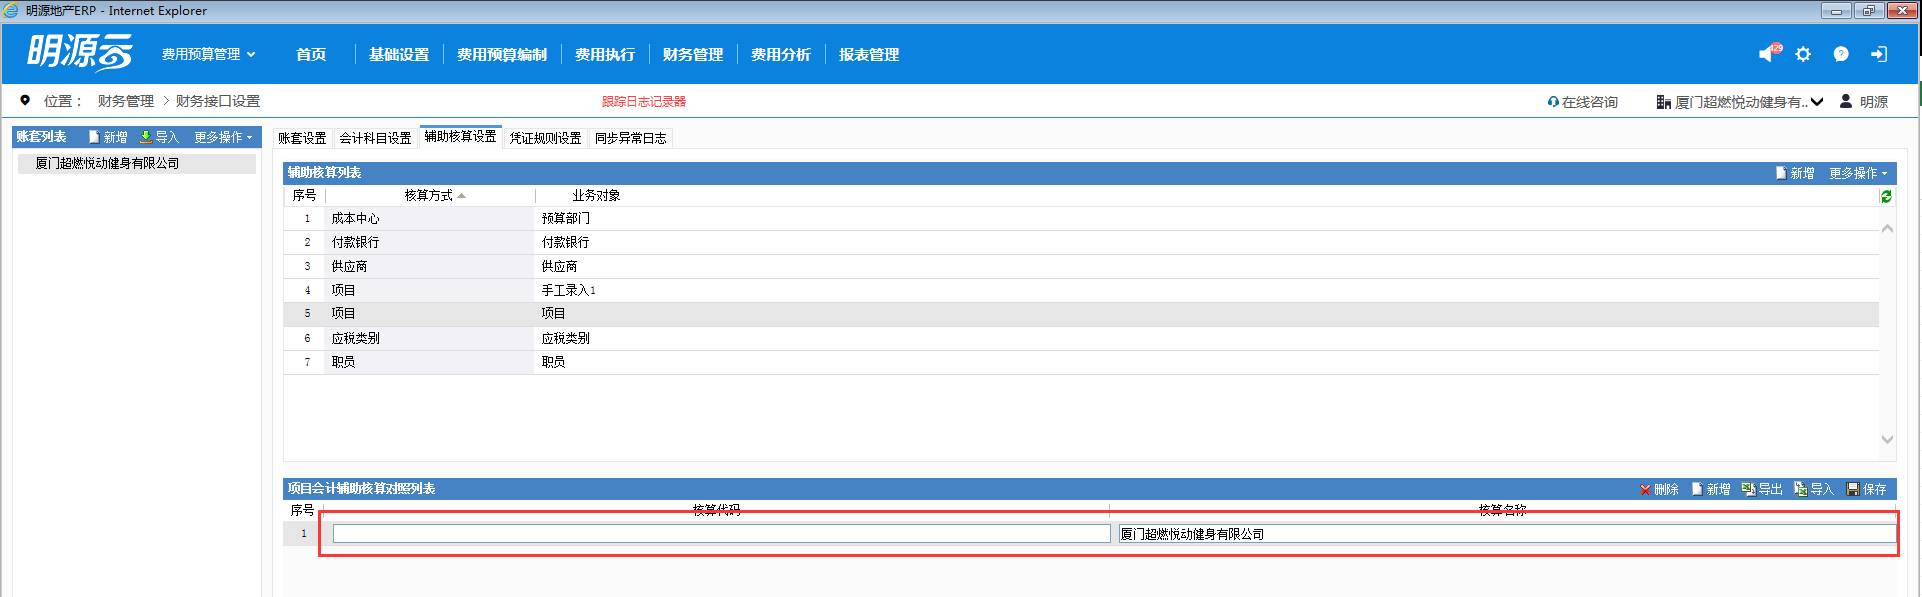 明源地产ERP - Internet Explorer
明源云 费用预算管理 首页 基础设置 费用预算编制 费用执行 财务管理 费用分析 报表管理 429
位置： 财务管理 > 财务接口设置 跟踪日志记录器 在线咨询 厦门超燃悦动健身有.. 明源
账套列表 新增 导入 更多操作
厦门超燃悦动健身有限公司
账套设置 会计科目设置 辅助核算设置 凭证规则设置 同步异常日志
辅助核算列表 新增 更多操作
序号 核算方式 业务对象
1 成本中心 预算部门
2 付款银行 付款银行
3 供应商 供应商
4 项目 手工录入1
5 项目 项目
6 应税类别 应税类别
7 职员 职员
项目会计辅助核算对照列表 删除 新增 导出 导入 保存
序号 核算代码 核算名称
1 厦门超燃悦动健身有限公司